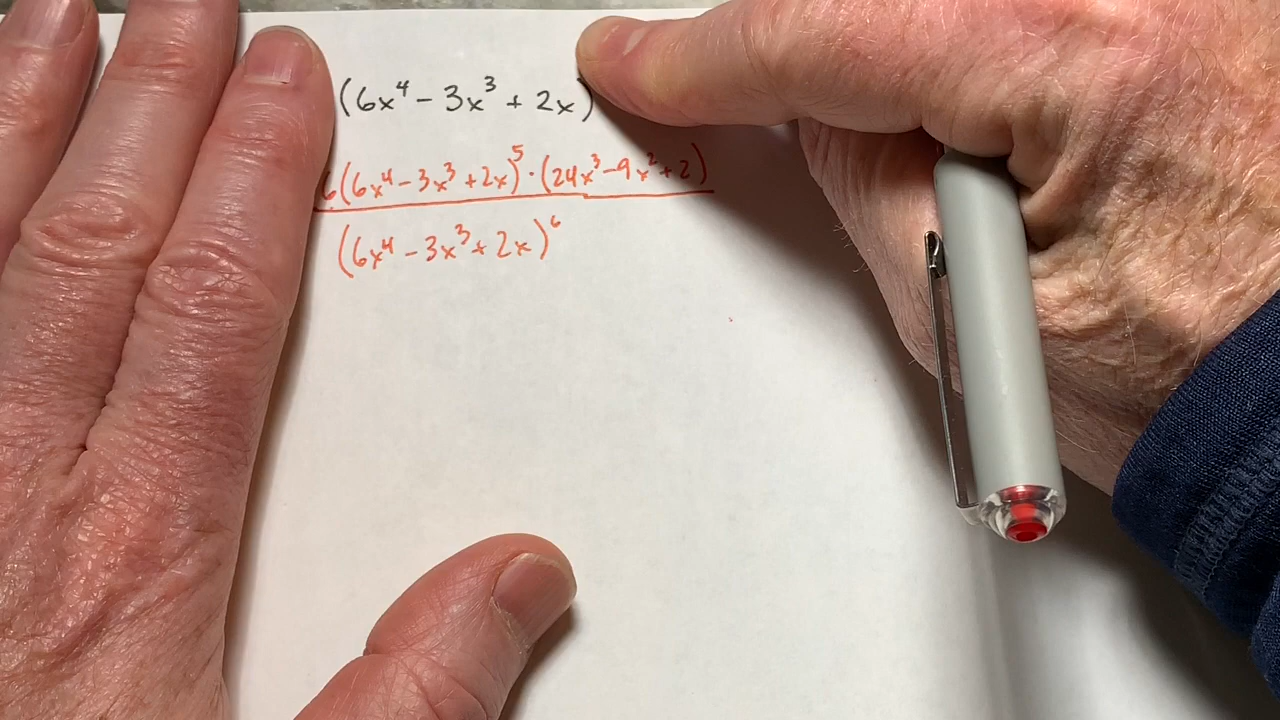 (6x⁴ - 3x³ + 2x)
6(6x⁴ - 3x³ + 2x)⁵ · (24x³ - 9x² + 2)
(6x⁴ - 3x³ + 2x)⁶